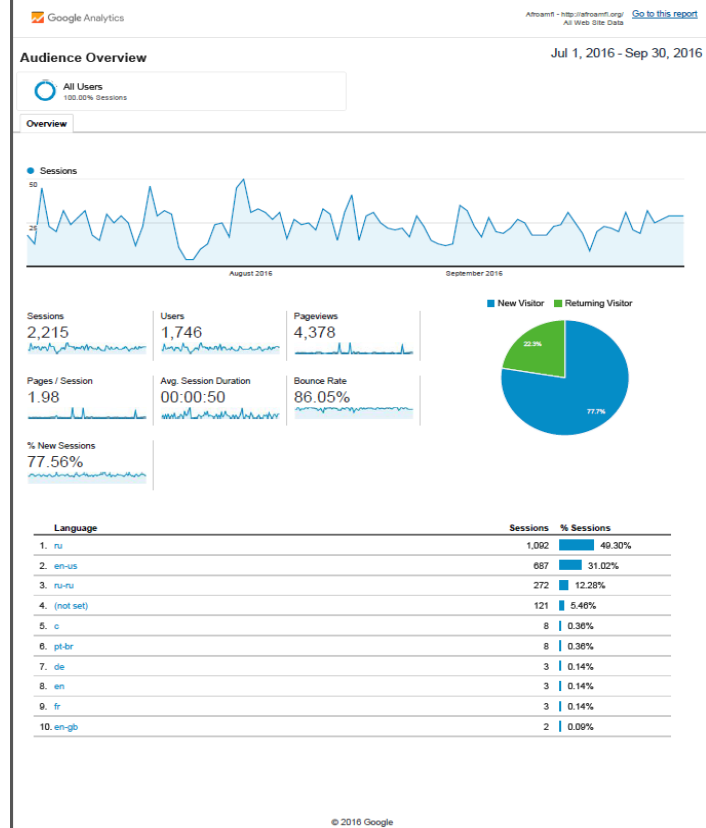 Google Analytics
Afroamfl - http://afroamfl.org/
All Web Site Data
Go to this report
Audience Overview
Jul 1, 2016 - Sep 30, 2016
All Users
100.00% Sessions
Overview
Sessions
50
25
August 2016
September 2016
Sessions
2,215
Users
1,746
Pageviews
4,378
Pages / Session
1.98
Avg. Session Duration
00:00:50
Bounce Rate
86.05%
% New Sessions
77.56%
New Visitor Returning Visitor
22.3%
77.7%
Language Sessions % Sessions
1. ru 1,092 49.30%
2. en-us 687 31.02%
3. ru-ru 272 12.28%
4. (not set) 121 5.46%
5. c 8 0.36%
6. pt-br 8 0.36%
7. de 3 0.14%
8. en 3 0.14%
9. fr 3 0.14%
10. en-gb 2 0.09%
© 2016 Google